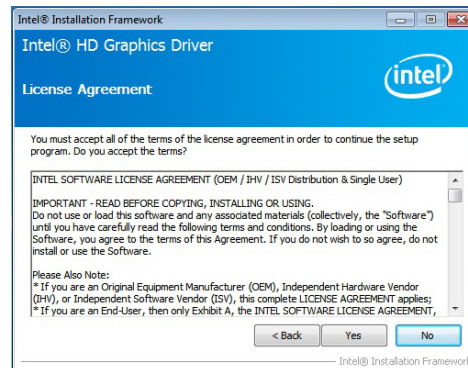 Intel® Installation Framework
Intel® HD Graphics Driver
(intel)
License Agreement
You must accept all of the terms of the license agreement in order to continue the setup
program. Do you accept the terms?
INTEL SOFTWARE LICENSE AGREEMENT (OEM / IHV / ISV Distribution & Single User)
IMPORTANT - READ BEFORE COPYING, INSTALLING OR USING.
Do not use or load this software and any associated materials (collectively, the "Software")
until you have carefully read the following terms and conditions. By loading or using the
Software, you agree to the terms of this Agreement. If you do not wish to so agree, do not
install or use the Software.
Please Also Note:
* If you are an Original Equipment Manufacturer (OEM), Independent Hardware Vendor
(IHV), or Independent Software Vendor (ISV), this complete LICENSE AGREEMENT applies;
* If you are an End-User, then only Exhibit A, the INTEL SOFTWARE LICENSE AGREEMENT,
< Back Yes No
Intel® Installation Framework